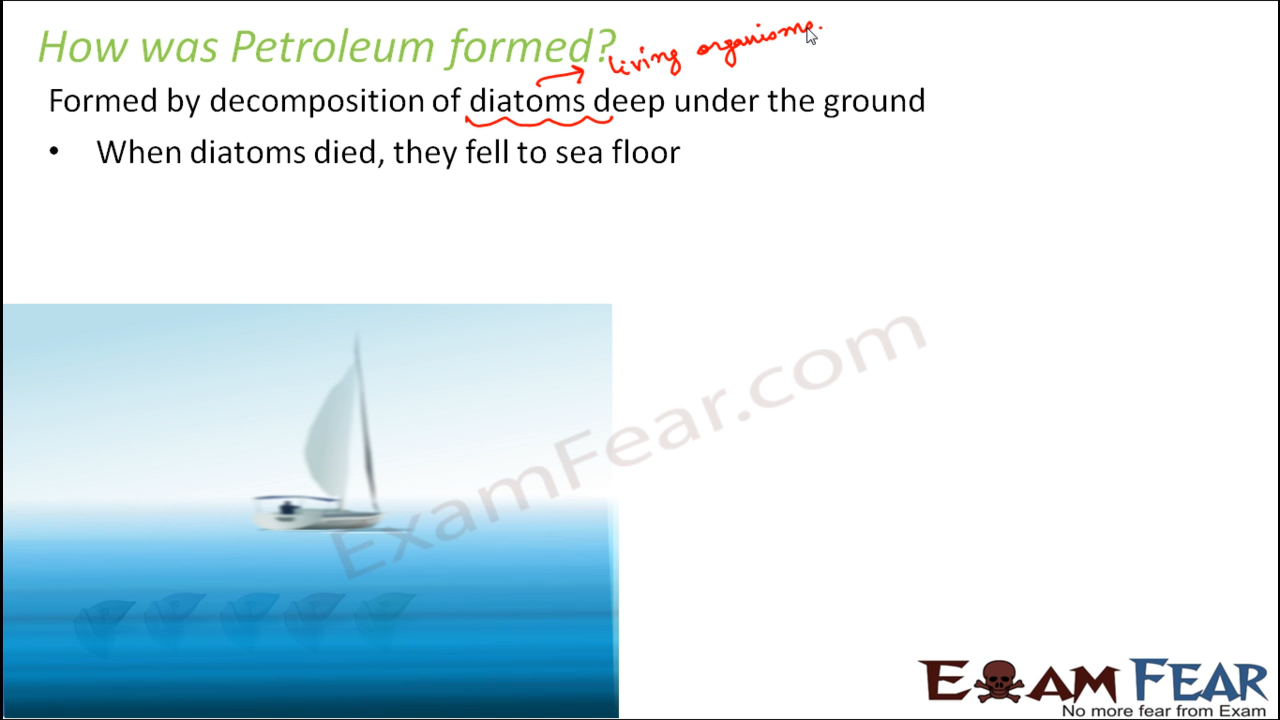 How was Petroleum formed?
living organisms.
Formed by decomposition of diatoms deep under the ground
• When diatoms died, they fell to sea floor
ExamFear.com
EXAM FEAR
No more fear from Exam